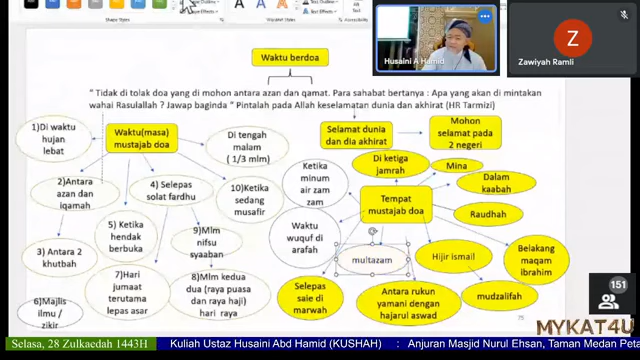 Shape Styles
WordArt Styles
Text Effects
Husaini A Hamid
Z
Zawiyah Ramli
Waktu berdoa
" Tidak di tolak doa yang di mohon antara azan dan qamat. Para sahabat bertanya : Apa yang akan di mintakan
wahai Rasulallah ? Jawap baginda " Pintalah pada Allah keselamatan dunia dan akhirat (HR Tarmizi)
1)Di waktu
hujan
lebat
Waktu(masa)
mustajab doa
Di tengah
malam
( 1/3 mlm)
2)Antara
azan dan
iqamah
4) Selepas
solat fardhu
10)Ketika
sedang
musafir
3) Antara 2
khutbah
5) Ketika
hendak
berbuka
9)Mlm
nifsu
syaaban
7)Hari
jumaat
terutama
lepas asar
8)Mlm kedua
dua (raya puasa
dan raya haji)
hari raya
6)Majlis
ilmu /
zikir
Selamat dunia
dan dia akhirat
Mohon
selamat pada
2 negeri
Di ketiga
jamrah
Mina
Ketika
minum
air zam
zam
Dalam
kaabah
Tempat
mustajab doa
Raudhah
Waktu
wuquf di
arafah
multazam
Hijir ismail
Belakang
maqam
ibrahim
Selepas
saie di
marwah
Antara rukun
yamani dengan
hajarul aswad
mudzalifah
75
151
MYKAT4U
Selasa, 28 Zulkaedah 1443H
Kuliah Ustaz Husaini Abd Hamid (KUSHAH) : Anjuran Masjid Nurul Ehsan, Taman Medan Peta